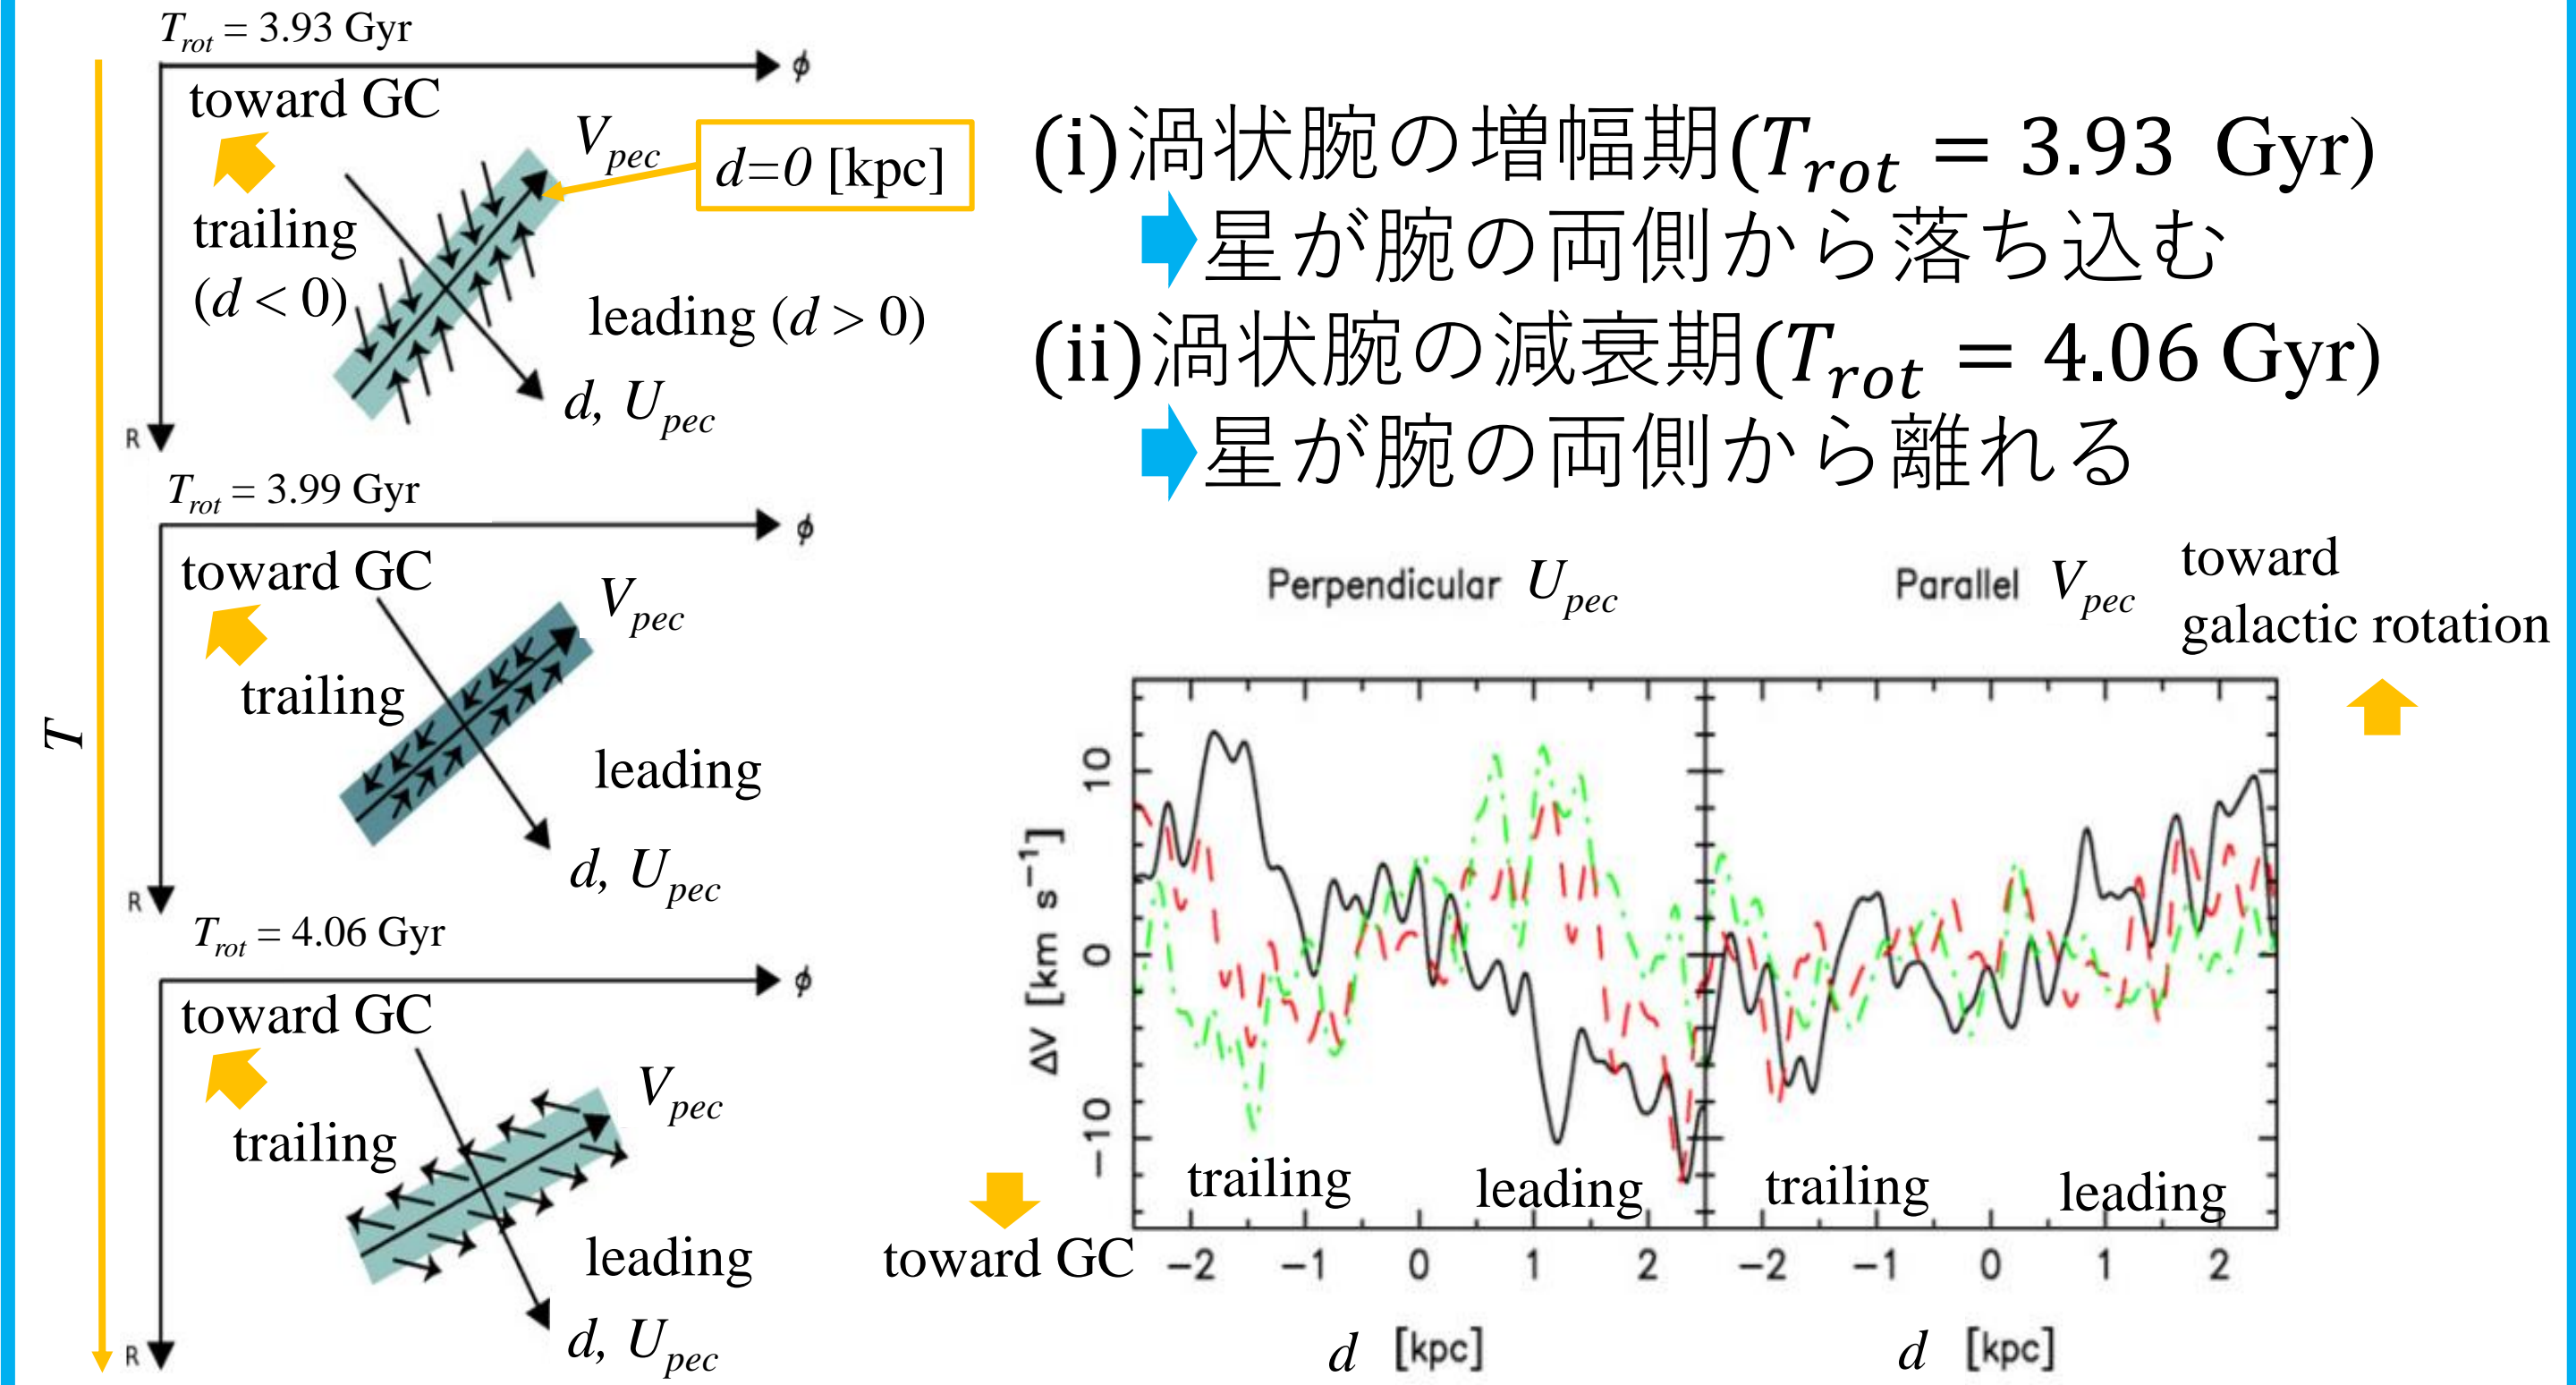 T_rot = 3.93 Gyr
ϕ
toward GC
V_pec
d=0 [kpc]
trailing
(d < 0)
leading (d > 0)
d, U_pec
R
T_rot = 3.99 Gyr
ϕ
toward GC
V_pec
trailing
leading
d, U_pec
R
T_rot = 4.06 Gyr
ϕ
toward GC
V_pec
trailing
leading
d, U_pec
R
T
(i)渦状腕の増幅期(T_rot = 3.93 Gyr)
星が腕の両側から落ち込む
(ii)渦状腕の減衰期(T_rot = 4.06 Gyr)
星が腕の両側から離れる
Perpendicular U_pec
Parallel V_pec
toward
galactic rotation
ΔV [km s⁻¹]
10
0
−10
trailing
leading
trailing
leading
toward GC
−2 −1 0 1 2 −2 −1 0 1 2
d [kpc]
d [kpc]